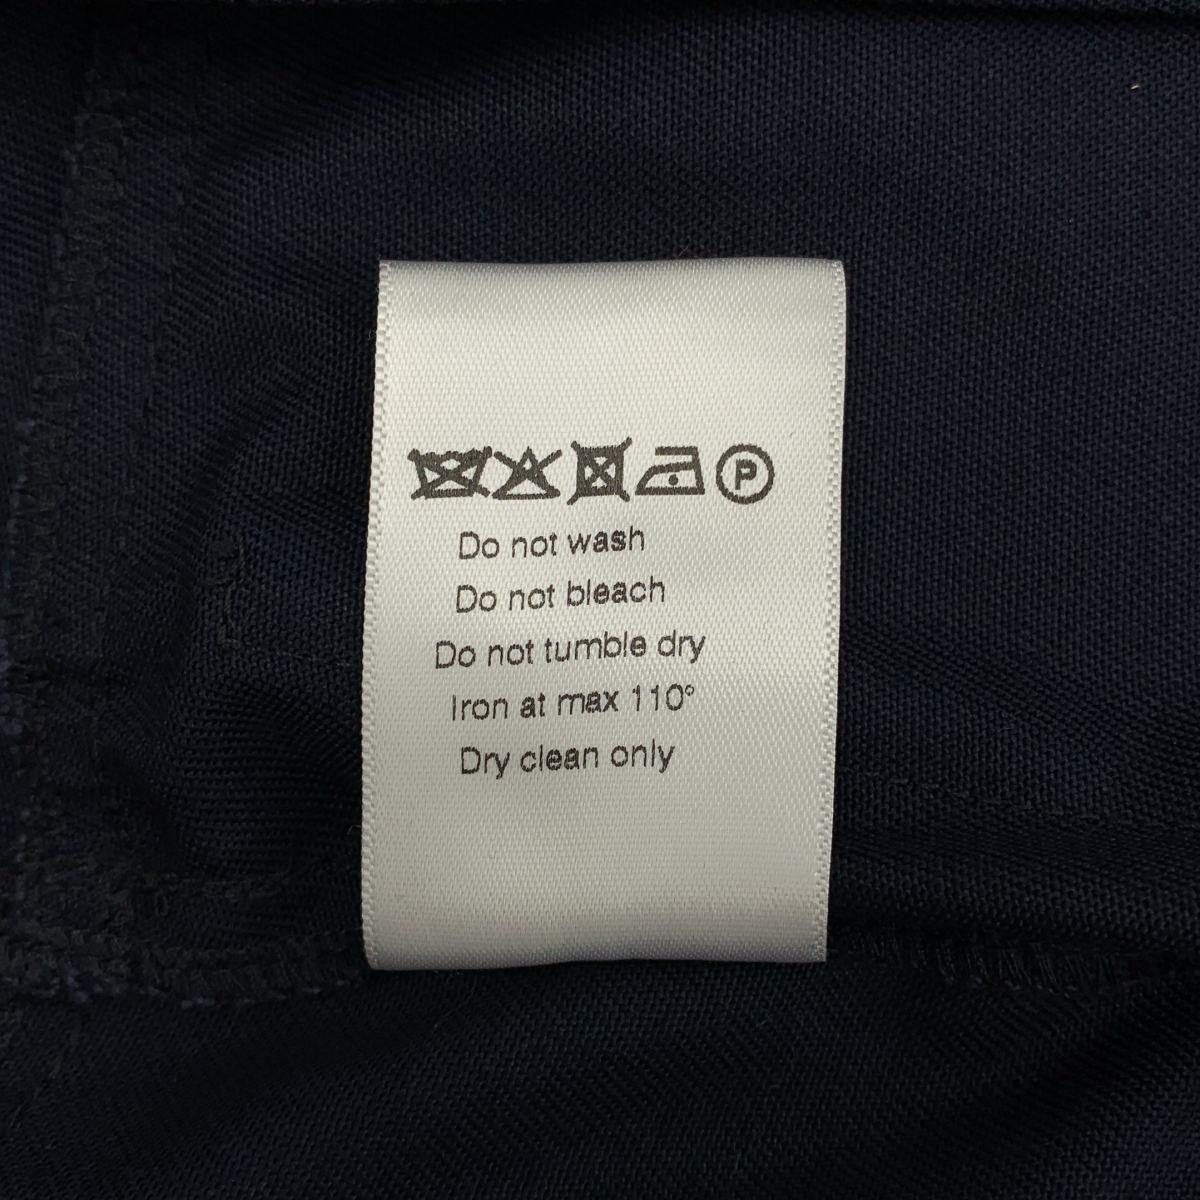 P
Do not wash
Do not bleach
Do not tumble dry
Iron at max 110°
Dry clean only